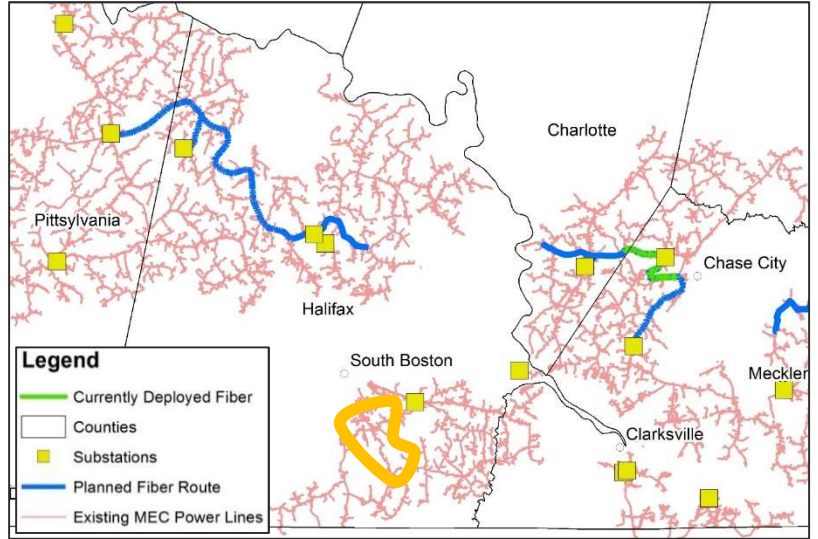 Charlotte
Pittsylvania
Chase City
Halifax
South Boston
Meckler
Clarksville
Legend
Currently Deployed Fiber
Counties
Substations
Planned Fiber Route
Existing MEC Power Lines